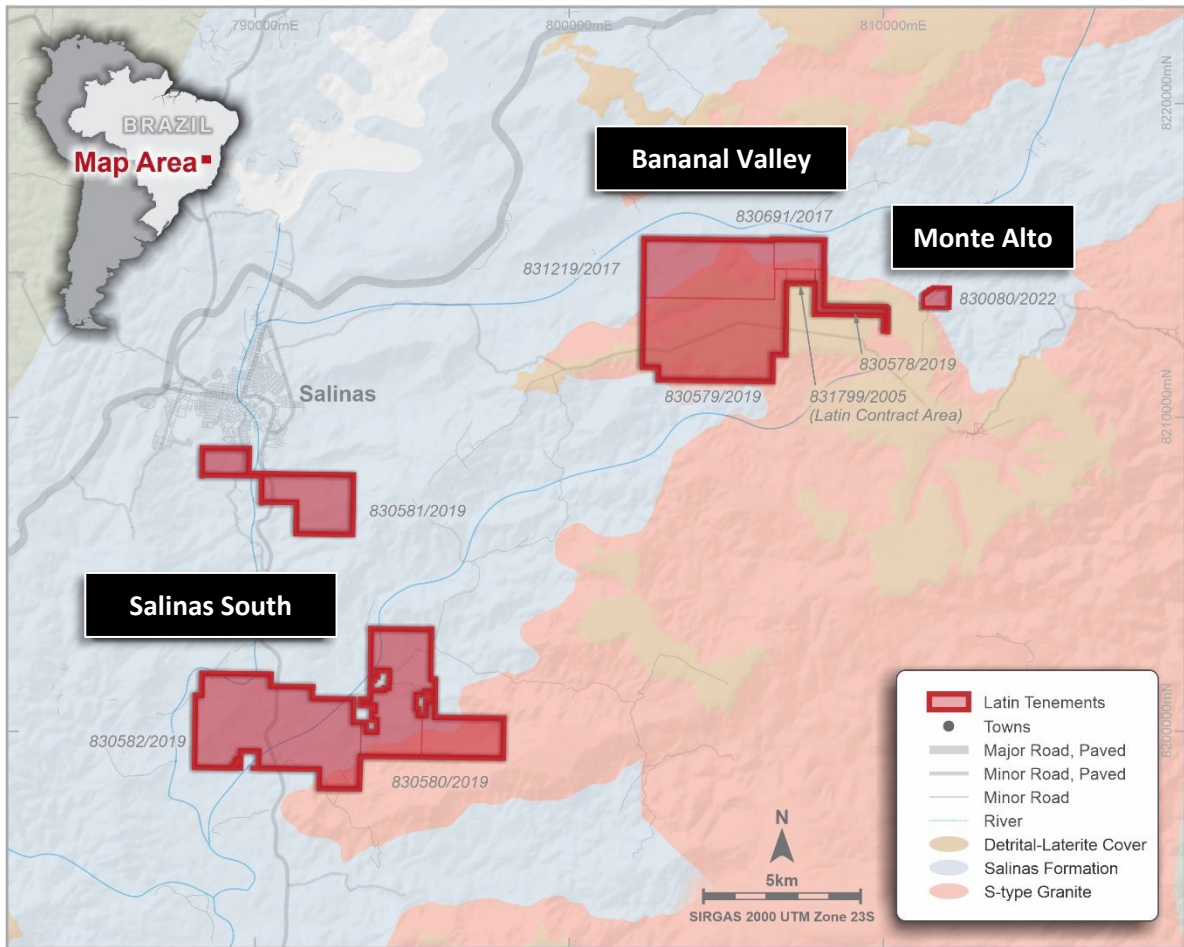 790000mE
800000mE
810000mE
BRAZIL
Map Area
8220000mN
Bananal Valley
830691/2017
Monte Alto
831219/2017
830080/2022
830578/2019
Salinas
830579/2019
831799/2005
(Latin Contract Area)
8210000mN
830581/2019
Salinas South
830582/2019
830580/2019
8200000mN
Latin Tenements
Towns
Major Road, Paved
Minor Road, Paved
Minor Road
River
Detrital-Laterite Cover
Salinas Formation
S-type Granite
N
5km
SIRGAS 2000 UTM Zone 23S